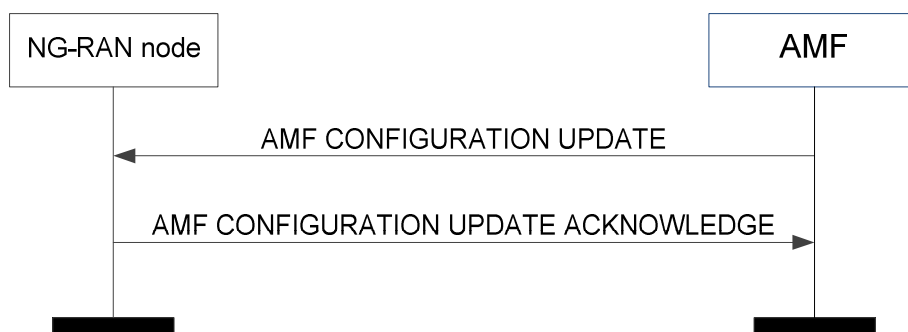 NG-RAN node
AMF
AMF CONFIGURATION UPDATE
AMF CONFIGURATION UPDATE ACKNOWLEDGE